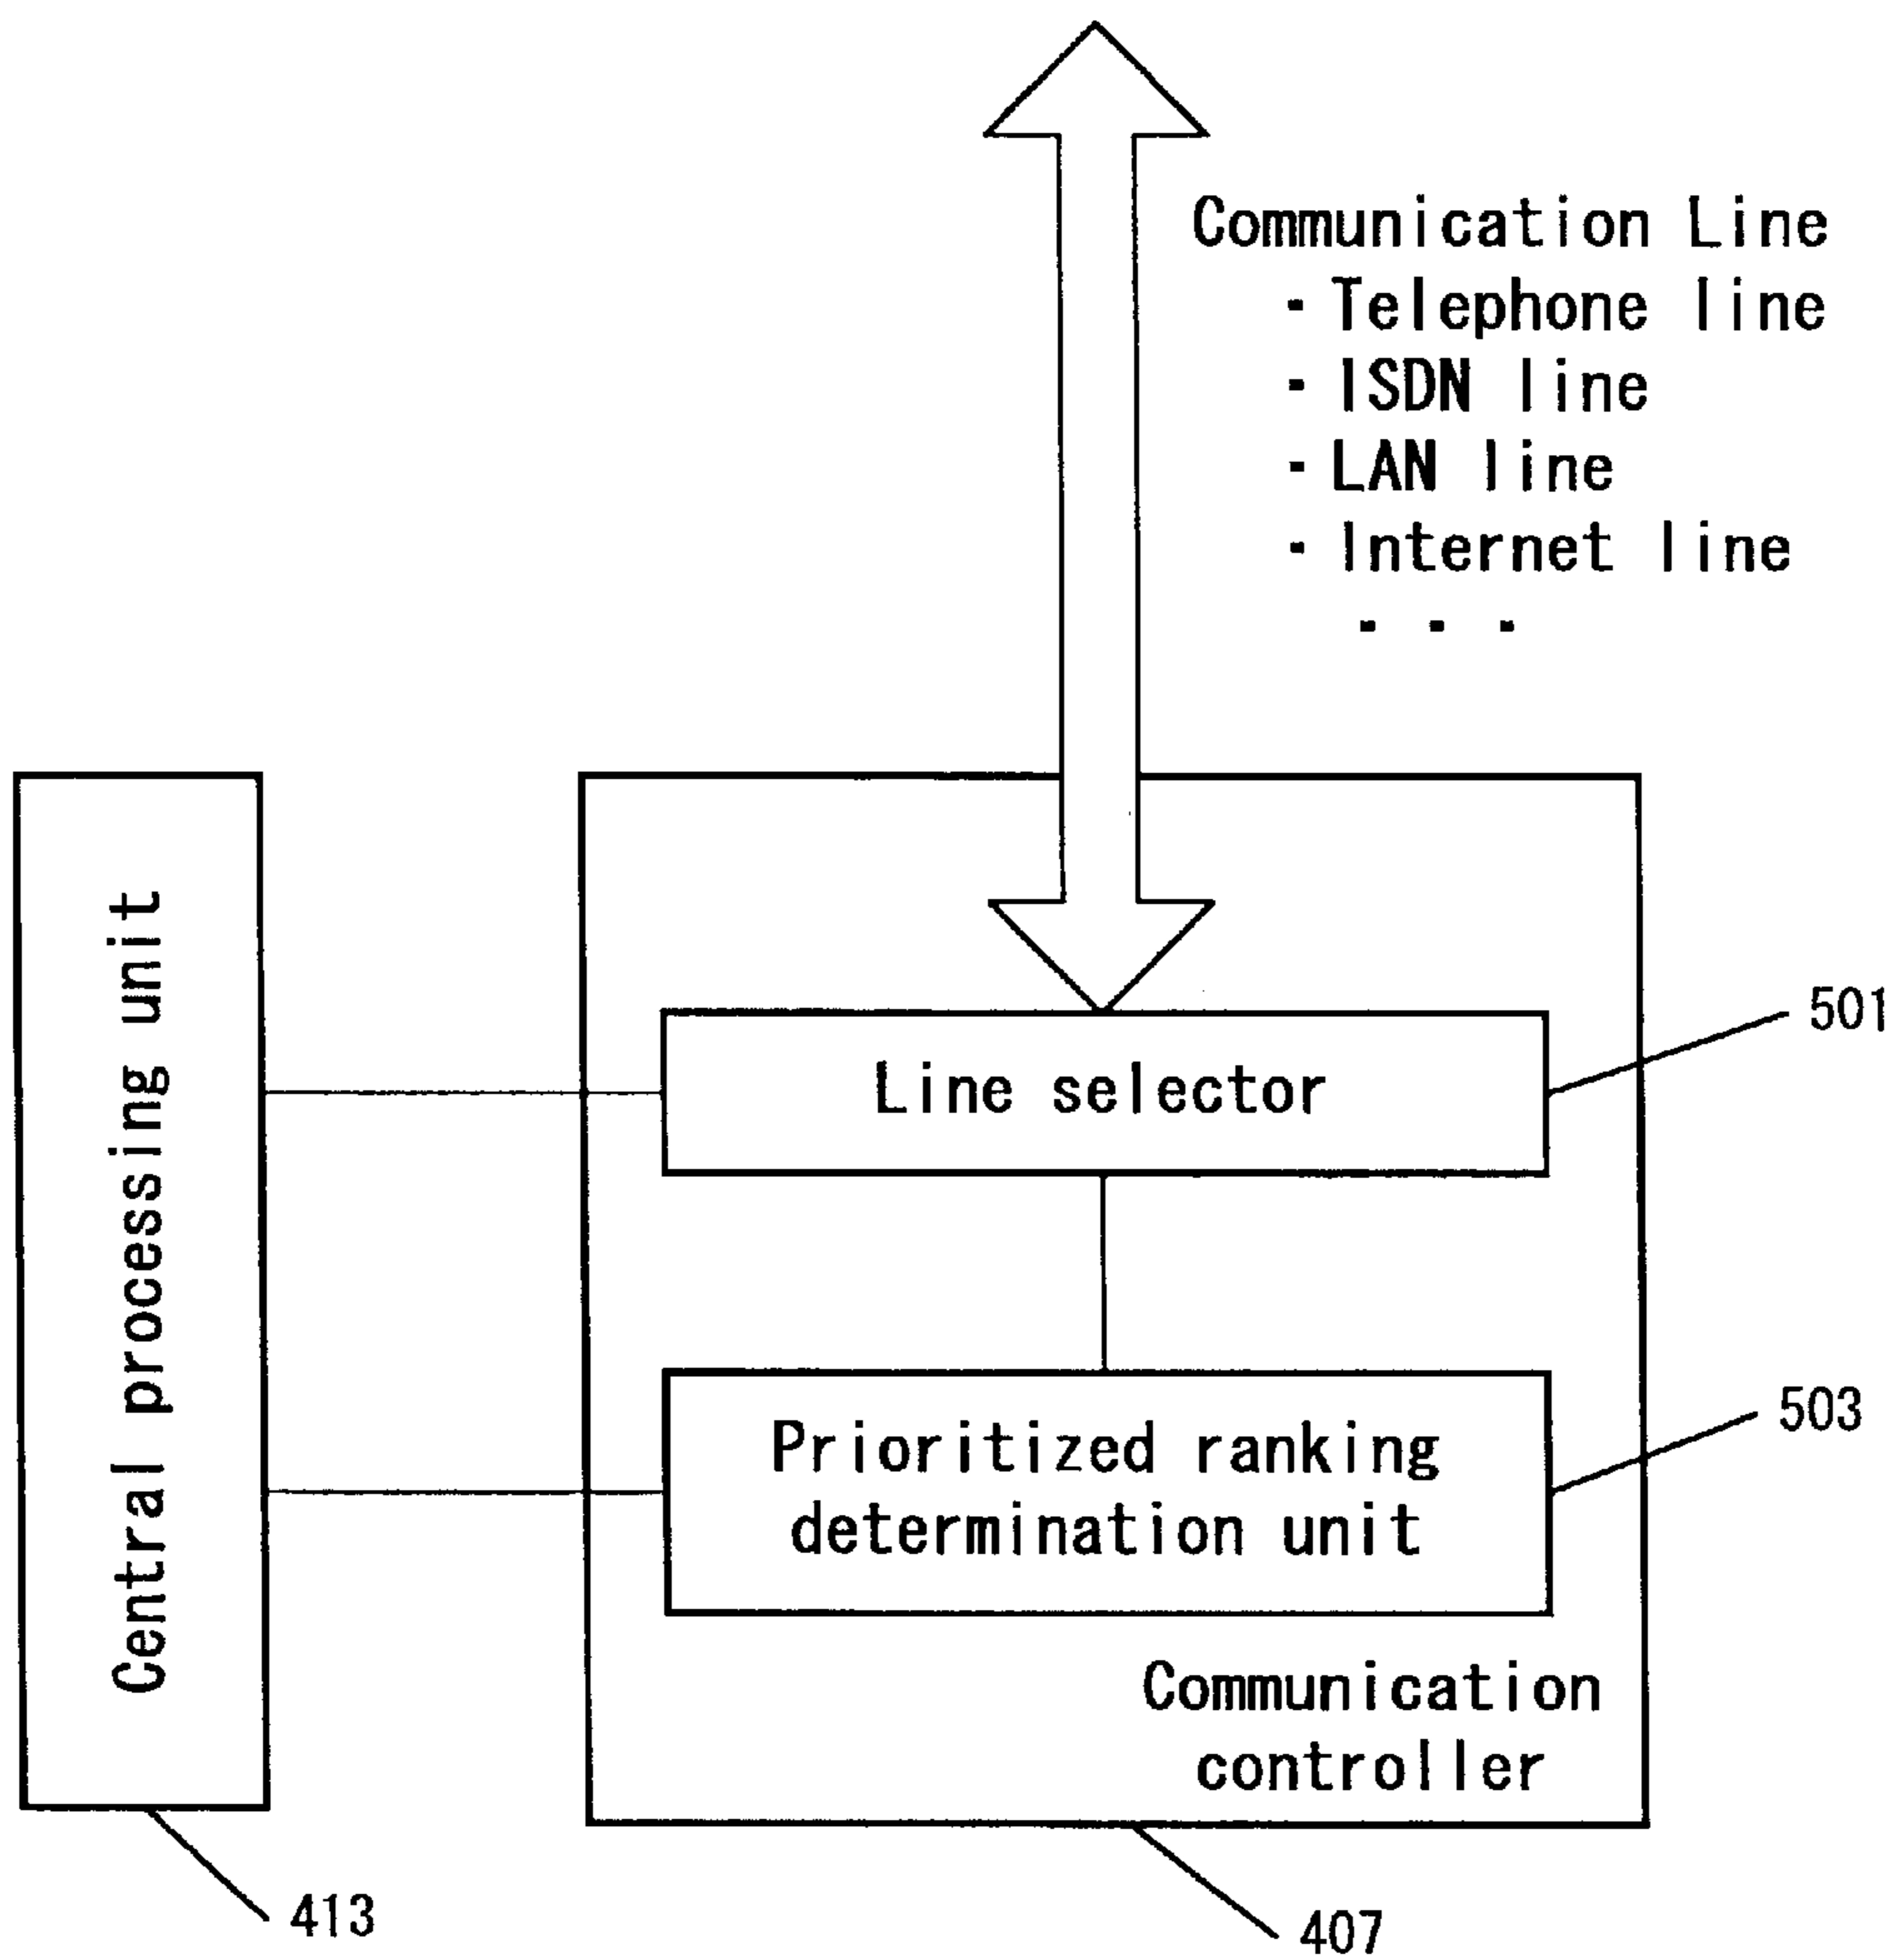 Communication Line
・Telephone line
・ISDN line
・LAN line
・Internet line
・・・
Central processing unit
Line selector
501
Prioritized ranking
determination unit
503
Communication
controller
413
407